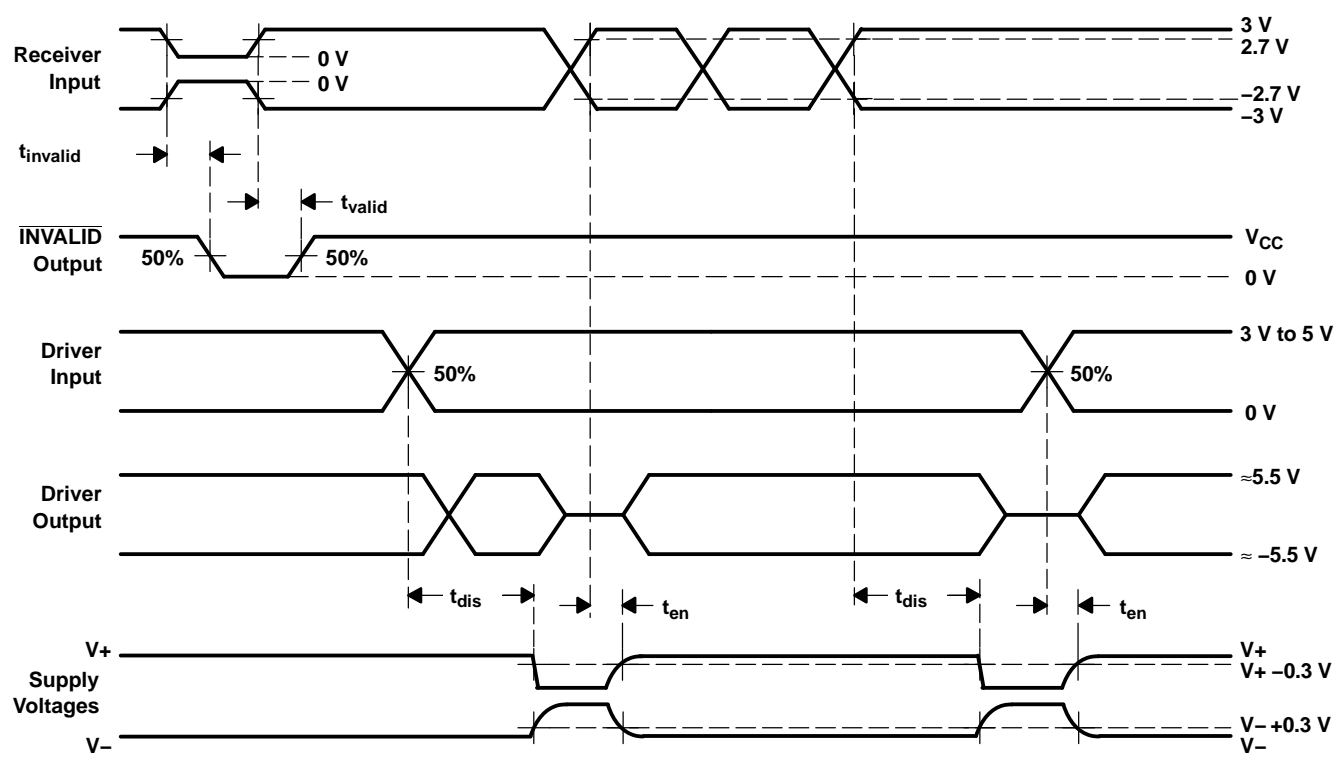 Receiver
Input
0 V
0 V
3 V
2.7 V
–2.7 V
–3 V
tinvalid
tvalid
INVALID
Output
50%
50%
VCC
0 V
Driver
Input
50%
50%
3 V to 5 V
0 V
Driver
Output
≈5.5 V
≈ –5.5 V
tdis
ten
tdis
ten
V+
Supply
Voltages
V–
V+
V+ –0.3 V
V– +0.3 V
V–